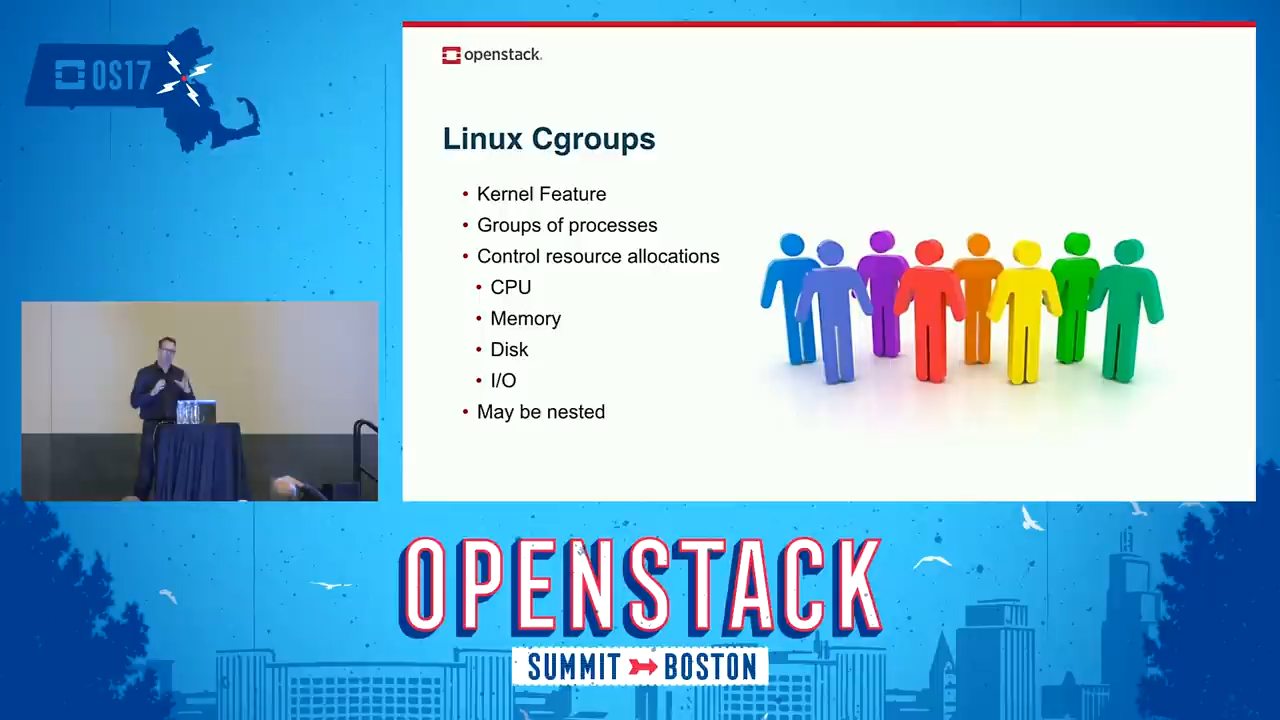 OS17
openstack.
Linux Cgroups
• Kernel Feature
• Groups of processes
• Control resource allocations
• CPU
• Memory
• Disk
• I/O
• May be nested
OPENSTACK
SUMMIT BOSTON